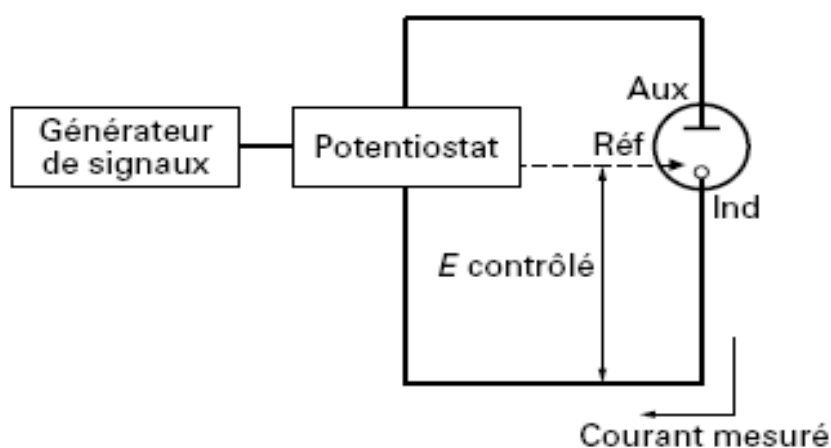 Aux
Générateur
de signaux
Potentiostat
Réf
Ind
E contrôlé
Courant mesuré